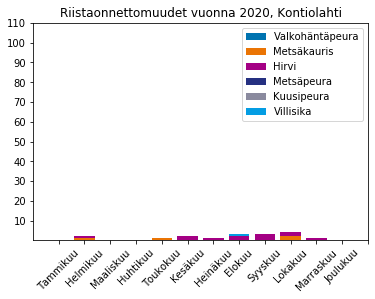 Riistaonnettomuudet vuonna 2020, Kontiolahti
110
100
90
80
70
60
50
40
30
20
10
Valkohäntäpeura
Metsäkauris
Hirvi
Metsäpeura
Kuusipeura
Villisika
Tammikuu
Helmikuu
Maaliskuu
Huhtikuu
Toukokuu
Kesäkuu
Heinäkuu
Elokuu
Syyskuu
Lokakuu
Marraskuu
Joulukuu